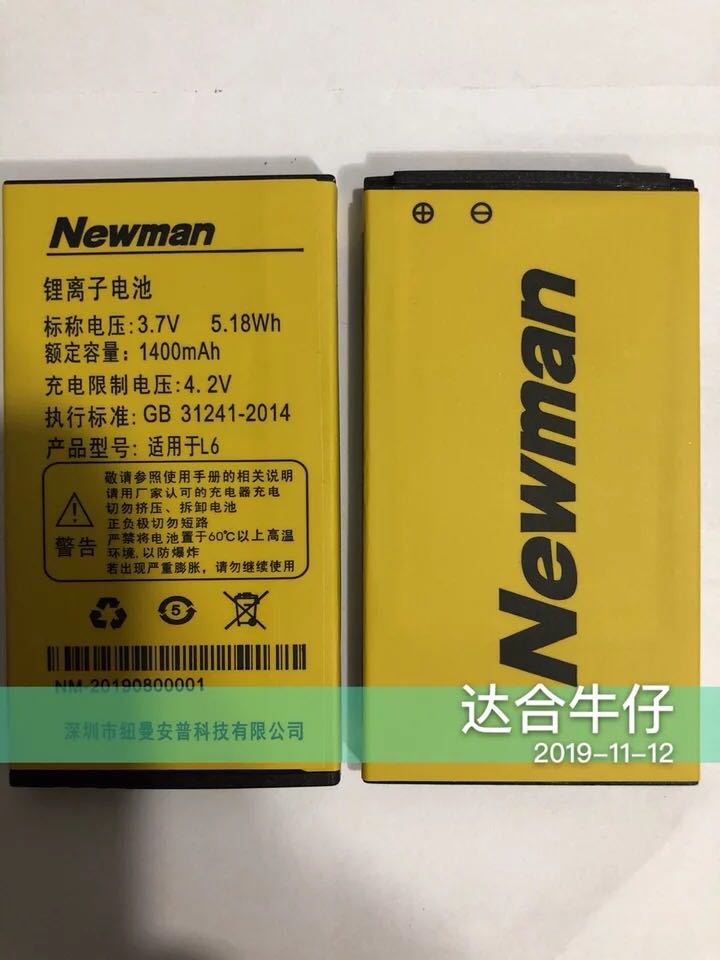 Newman
锂离子电池
标称电压:3.7V 5.18Wh
额定容量: 1400mAh
充电限制电压:4.2V
执行标准: GB 31241-2014
产品型号: 适用于L6
敬请参照使用手册的相关说明
请用厂家认可的充电器充电
切勿挤压、拆卸电池
正负极切勿短路
严禁将电池置于60℃以上高温
环境,以防爆炸
若出现严重膨胀,请勿继续使用
警告
5
NM-20190800001
深圳市纽曼安普科技有限公司
Newman
达合牛仔
2019-11-12